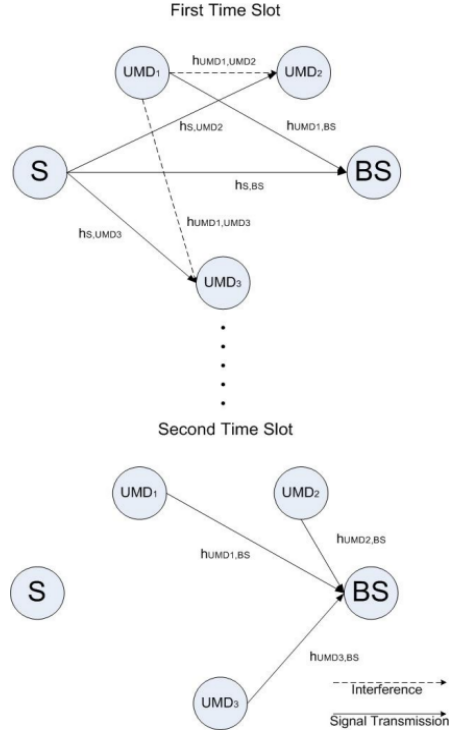 First Time Slot
UMD1
hUMD1,UMD2
UMD2
hS,UMD2
hUMD1,BS
S
BS
hS,BS
hUMD1,UMD3
hS,UMD3
UMD3
Second Time Slot
UMD1
UMD2
hUMD2,BS
hUMD1,BS
S
BS
hUMD3,BS
Interference
UMD3
Signal Transmission